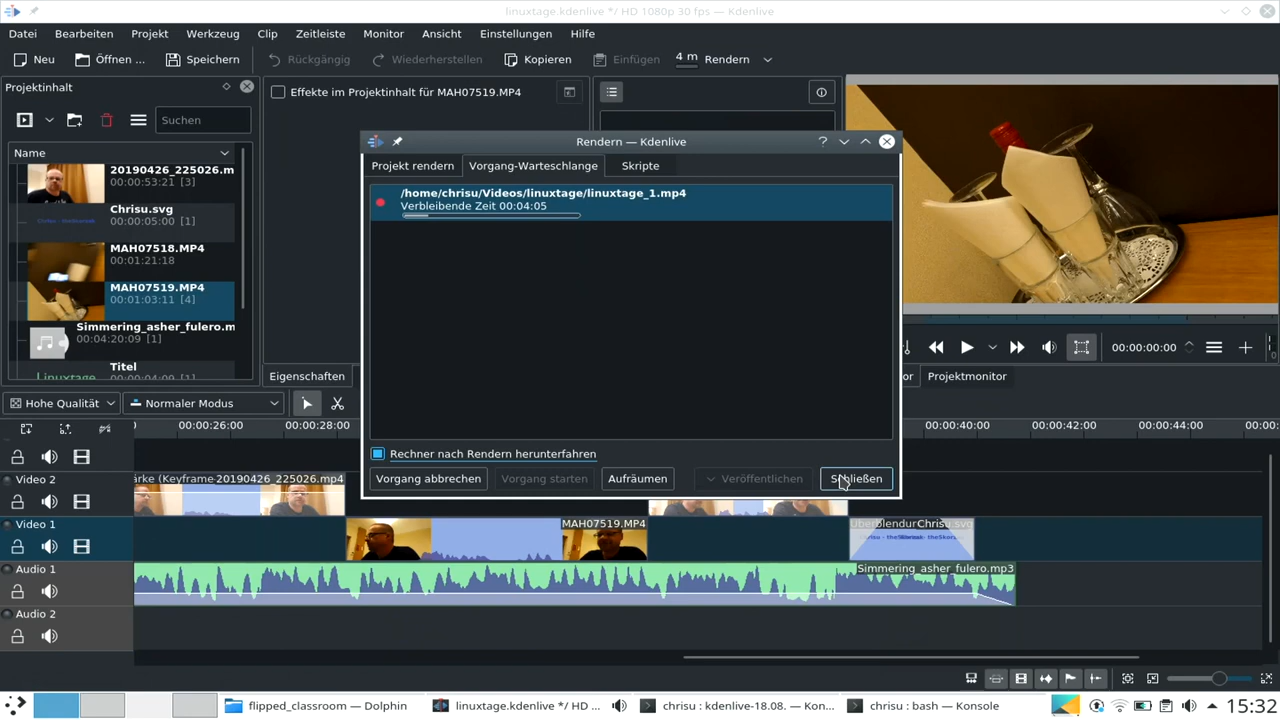 linuxtage.kdenlive */ HD 1080p 30 fps — Kdenlive
Datei Bearbeiten Projekt Werkzeug Clip Zeitleiste Monitor Ansicht Einstellungen Hilfe
Neu Öffnen ... Speichern Rückgängig Wiederherstellen Kopieren Einfügen 4 m Rendern
Projektinhalt
Effekte im Projektinhalt für MAH07519.MP4
Suchen
Name
20190426_225026.m
00:00:53:21 [3]
Chrisu.svg
00:00:05:00 [1]
MAH07518.MP4
00:01:21:18
MAH07519.MP4
00:01:03:11 [4]
Simmering_asher_fulero.m
00:04:20:09 [1]
Titel
Linuxtage 00:00:04:09 [1]
Rendern — Kdenlive
Projekt rendern Vorgang-Warteschlange Skripte
/home/chrisu/Videos/linuxtage/linuxtage_1.mp4
Verbleibende Zeit 00:04:05
Rechner nach Rendern herunterfahren
Vorgang abbrechen Vorgang starten Aufräumen Veröffentlichen Schließen
00:00:00:00
Eigenschaften
or Projektmonitor
Hohe Qualität Normaler Modus
00:00:26:00 00:00:28:00 00:00:40:00 00:00:42:00 00:00:44:00 00:00:
Video 2
ärke (Keyframe 20190426_225026.mp4
Video 1
MAH07519.MP4
Überblendur Chrisu.svg
Audio 1
Simmering_asher_fulero.mp3
Audio 2
flipped_classroom — Dolphin linuxtage.kdenlive */ HD ... chrisu : kdenlive-18.08. — Kon... chrisu : bash — Konsole 15:32